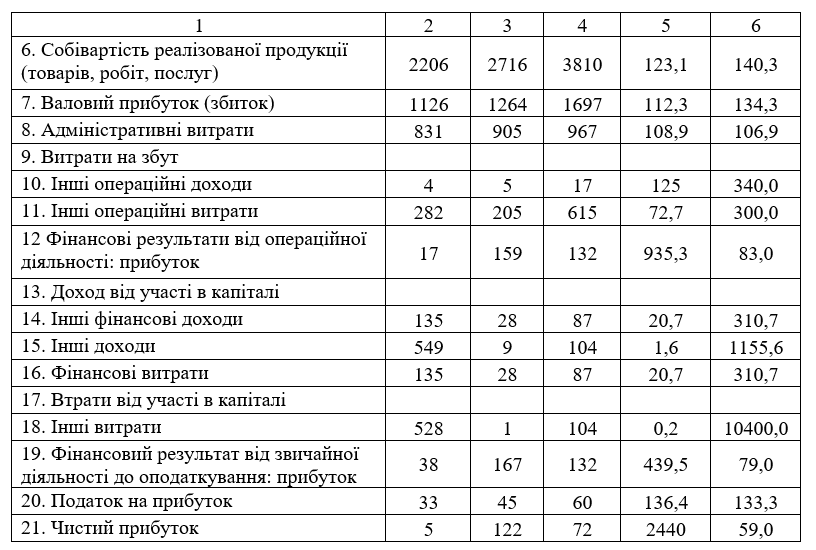 1 2 3 4 5 6
6. Собівартість реалізованої продукції
(товарів, робіт, послуг) 2206 2716 3810 123,1 140,3
7. Валовий прибуток (збиток) 1126 1264 1697 112,3 134,3
8. Адміністративні витрати 831 905 967 108,9 106,9
9. Витрати на збут
10. Інші операційні доходи 4 5 17 125 340,0
11. Інші операційні витрати 282 205 615 72,7 300,0
12 Фінансові результати від операційної
діяльності: прибуток 17 159 132 935,3 83,0
13. Доход від участі в капіталі
14. Інші фінансові доходи 135 28 87 20,7 310,7
15. Інші доходи 549 9 104 1,6 1155,6
16. Фінансові витрати 135 28 87 20,7 310,7
17. Втрати від участі в капіталі
18. Інші витрати 528 1 104 0,2 10400,0
19. Фінансовий результат від звичайної
діяльності до оподаткування: прибуток 38 167 132 439,5 79,0
20. Податок на прибуток 33 45 60 136,4 133,3
21. Чистий прибуток 5 122 72 2440 59,0